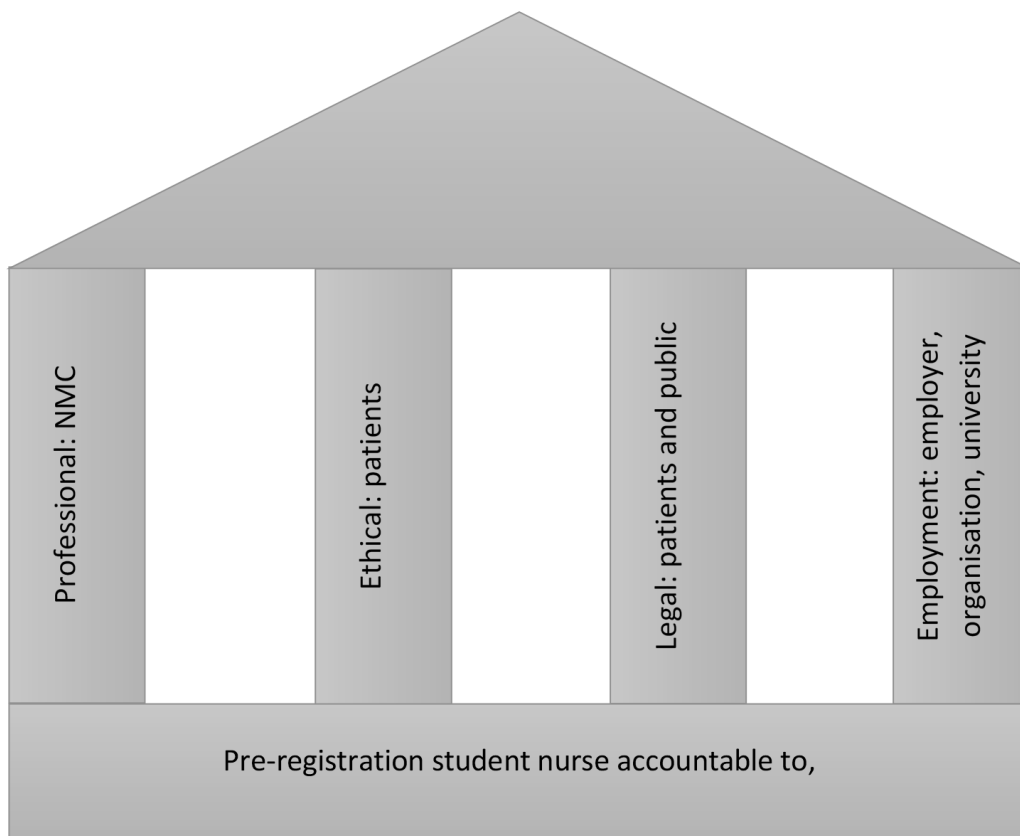 Professional: NMC
Ethical: patients
Legal: patients and public
Employment: employer,
organisation, university
Pre-registration student nurse accountable to,